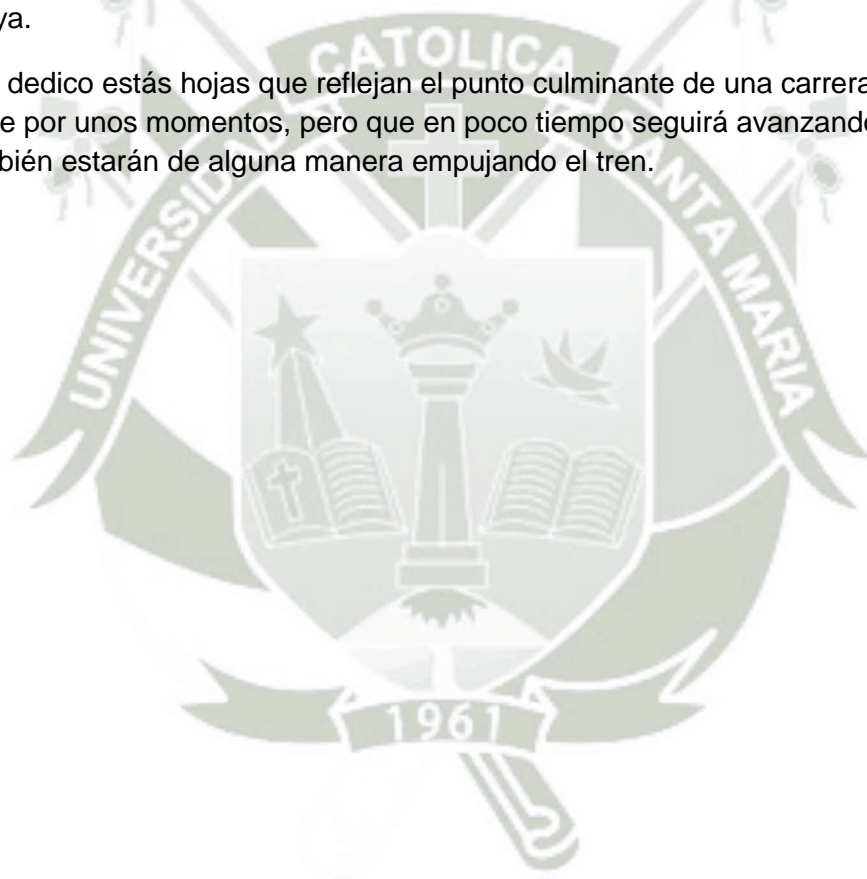 ya.
dedico estás hojas que reflejan el punto culminante de una carrera
e por unos momentos, pero que en poco tiempo seguirá avanzando
bién estarán de alguna manera empujando el tren.
UNIVERSIDAD CATOLICA SANTA MARIA
1961